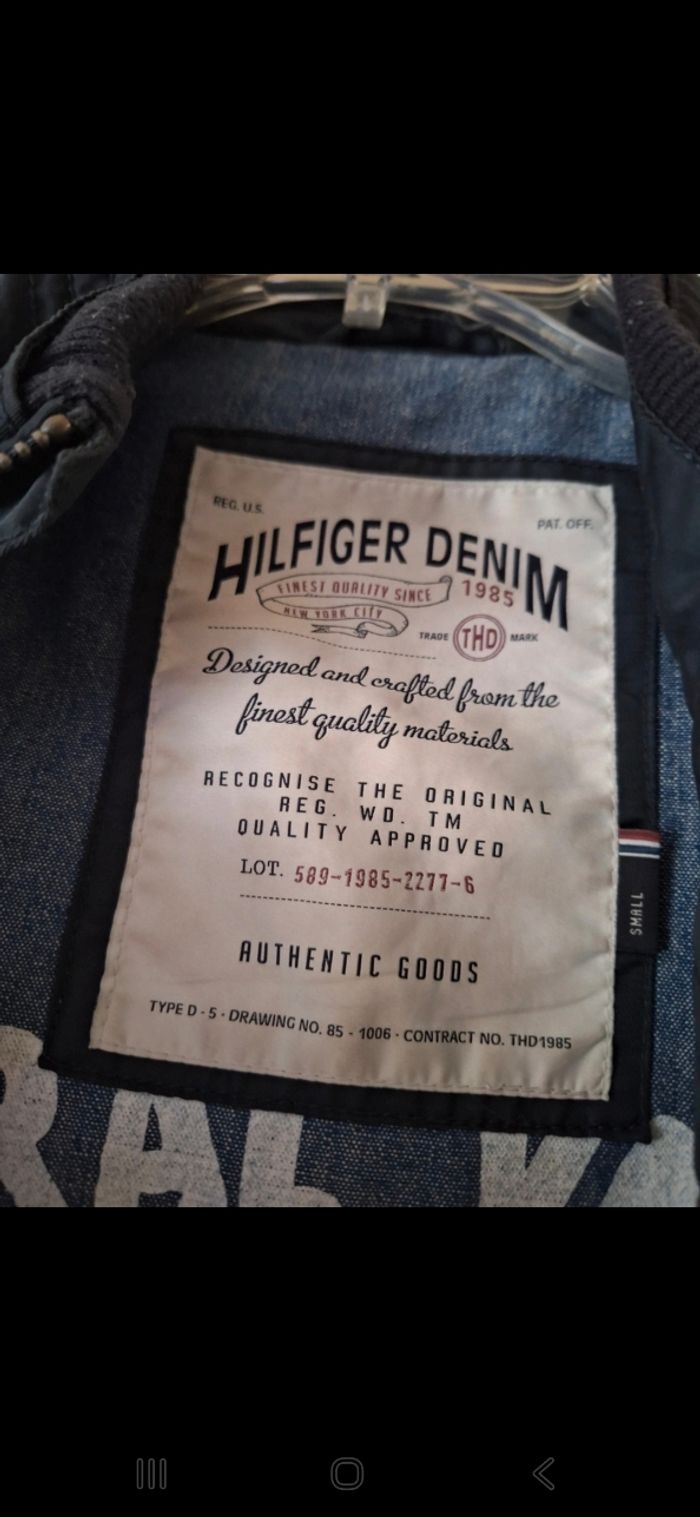 REG. U.S.
PAT. OFF.
HILFIGER DENIM
FINEST QUALITY SINCE 1985
NEW YORK CITY
TRADE THD MARK
Designed and crafted from the
finest quality materials
RECOGNISE THE ORIGINAL
REG. WD. TM
QUALITY APPROVED
LOT. 589-1985-2277-6
SMALL
AUTHENTIC GOODS
TYPE D - 5 · DRAWING NO. 85 - 1006 · CONTRACT NO. THD1985